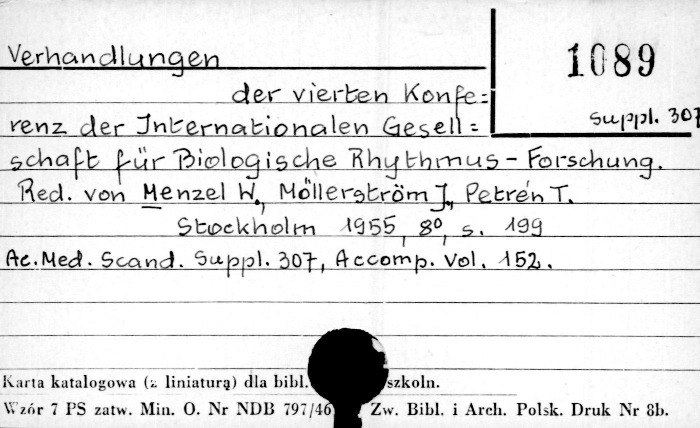 Verhandlungen
1089
der vierten Konfe=
suppl. 307
renz der Internationalen Gesell=
schaft für Biologische Rhythmus-Forschung.
Red. von Menzel W., Möllerström J., Petrén T.
Stockholm 1955, 8º, s. 199
Ac. Med. Scand. Suppl. 307, Accomp. Vol. 152.
Karta katalogowa (z liniaturą) dla bibl. szkoln.
Wzór 7 PS zatw. Min. O. Nr NDB 797/46 Zw. Bibl. i Arch. Polsk. Druk Nr 8b.